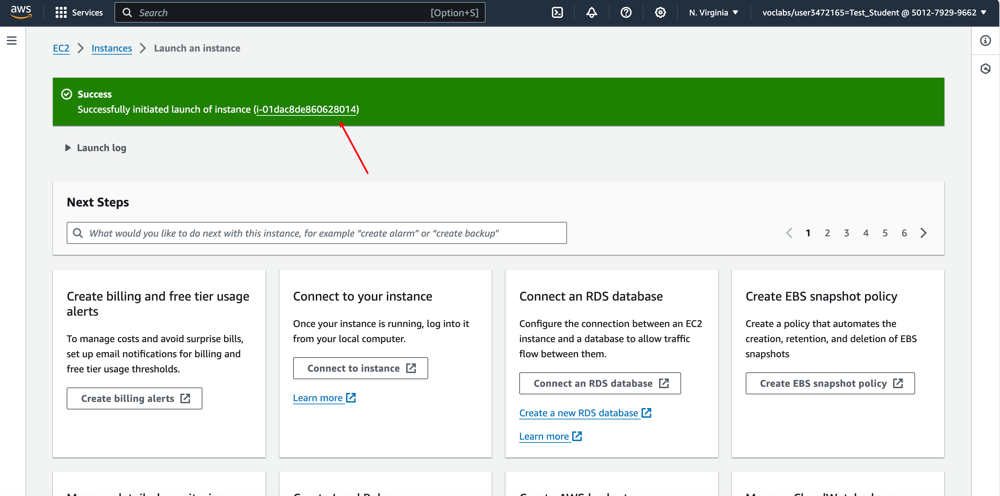 aws
Services
Search
[Option+S]
N. Virginia
voclabs/user3472165=Test_Student @ 5012-7929-9662
EC2
Instances
Launch an instance
Success
Successfully initiated launch of instance (i-01dac8de860628014)
Launch log
Next Steps
What would you like to do next with this instance, for example “create alarm” or “create backup"
1 2 3 4 5 6
Create billing and free tier usage
alerts
To manage costs and avoid surprise bills,
set up email notifications for billing and
free tier usage thresholds.
Create billing alerts
Connect to your instance
Once your instance is running, log into it
from your local computer.
Connect to instance
Learn more
Connect an RDS database
Configure the connection between an EC2
instance and a database to allow traffic
flow between them.
Connect an RDS database
Create a new RDS database
Learn more
Create EBS snapshot policy
Create a policy that automates the
creation, retention, and deletion of EBS
snapshots
Create EBS snapshot policy